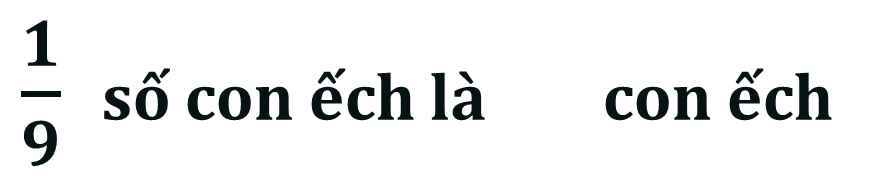 1/9 số con ếch là con ếch